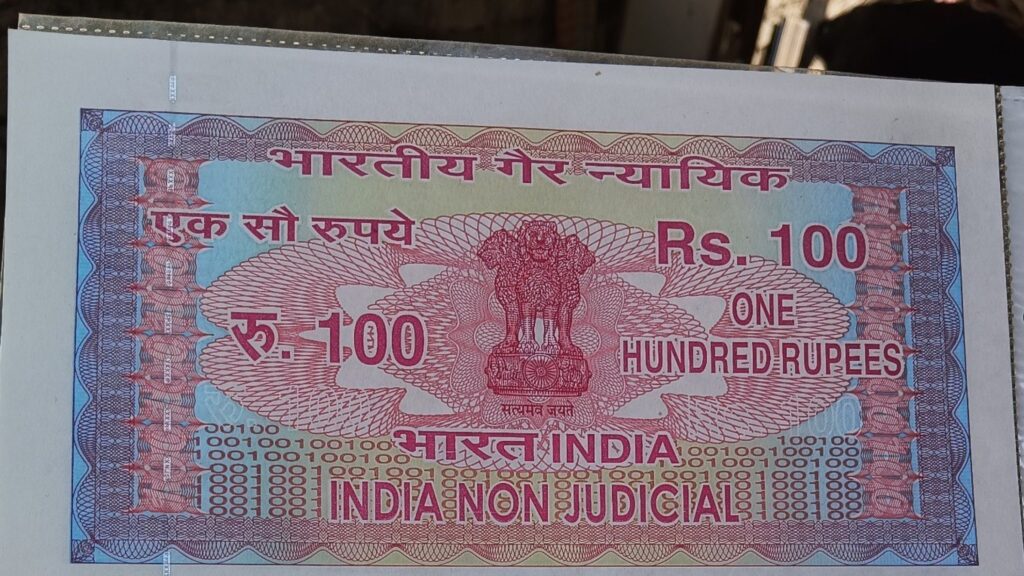 भारतीय गैर न्यायिक
एक सौ रुपये
Rs. 100
रु. 100
ONE
HUNDRED RUPEES
सत्यमेव जयते
भारत INDIA
INDIA NON JUDICIAL